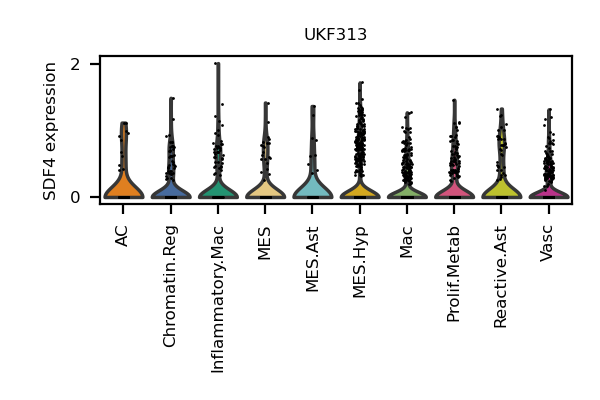 UKF313
SDF4 expression
2
0
AC
Chromatin.Reg
Inflammatory.Mac
MES
MES.Ast
MES.Hyp
Mac
Prolif.Metab
Reactive.Ast
Vasc